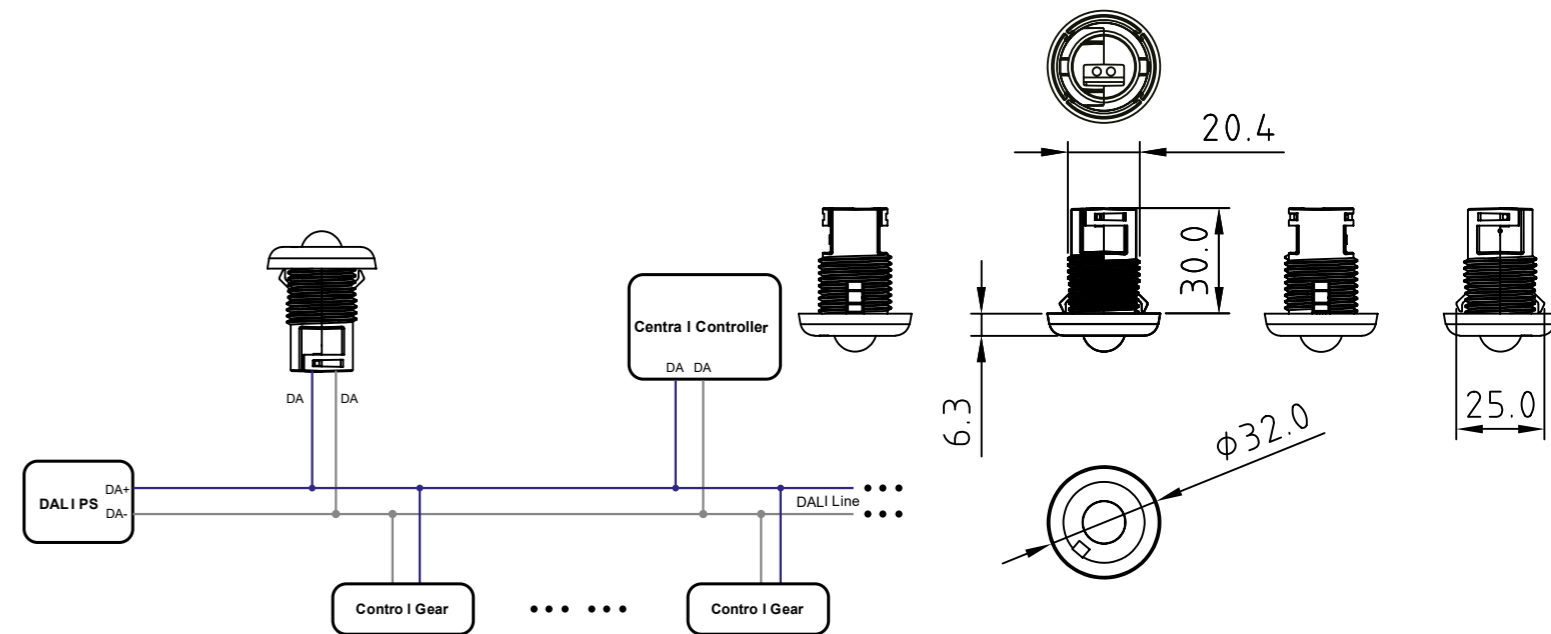 20.4
30.0
6.3
25.0
ϕ32.0
Centra l Controller
DA DA
DA DA
DAL I PS
DA+
DA-
DAL I Line
Contro l Gear
Contro l Gear